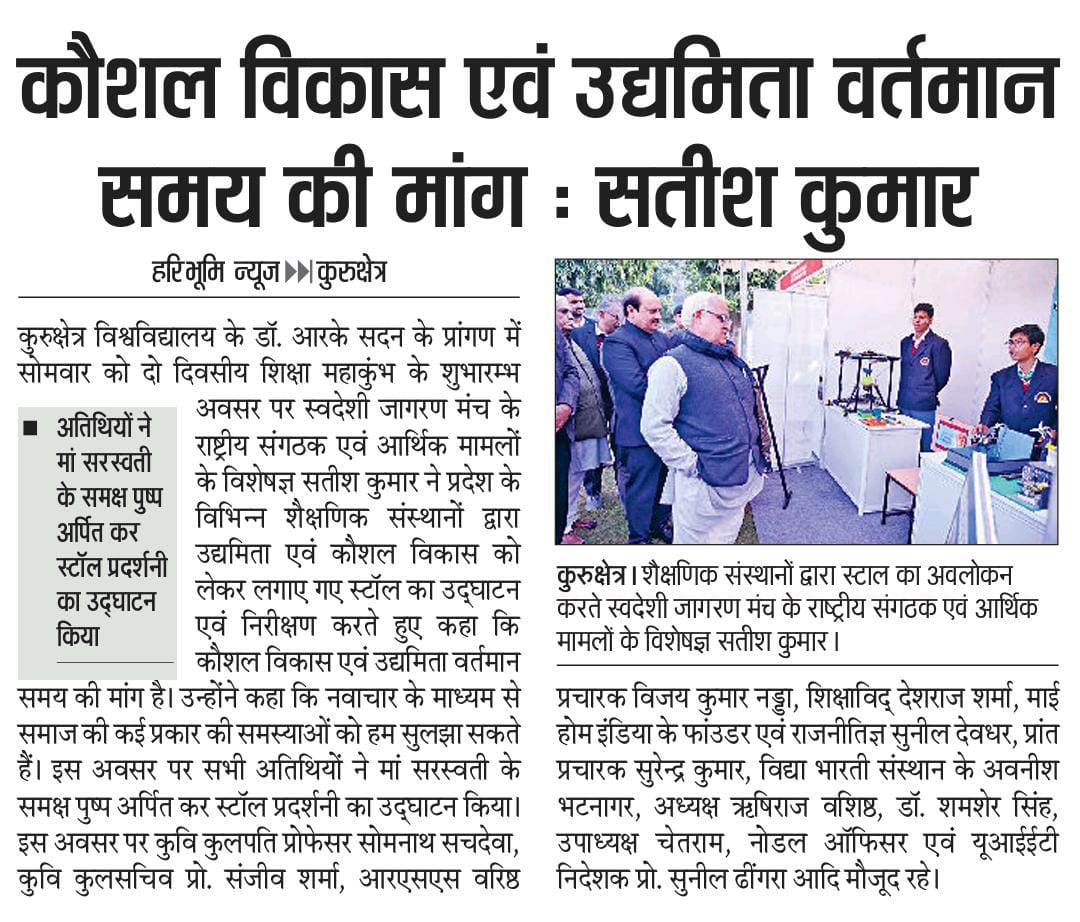 कौशल विकास एवं उद्यमिता वर्तमान
समय की मांग : सतीश कुमार
हरिभूमि न्यूज कुरुक्षेत्र
कुरुक्षेत्र विश्वविद्यालय के डॉ. आरके सदन के प्रांगण में
सोमवार को दो दिवसीय शिक्षा महाकुंभ के शुभारम्भ
अवसर पर स्वदेशी जागरण मंच के
राष्ट्रीय संगठक एवं आर्थिक मामलों
के विशेषज्ञ सतीश कुमार ने प्रदेश के
विभिन्न शैक्षणिक संस्थानों द्वारा
उद्यमिता एवं कौशल विकास को
लेकर लगाए गए स्टॉल का उद्‌घाटन
एवं निरीक्षण करते हुए कहा कि
कौशल विकास एवं उद्यमिता वर्तमान
समय की मांग है। उन्होंने कहा कि नवाचार के माध्यम से
समाज की कई प्रकार की समस्याओं को हम सुलझा सकते
हैं। इस अवसर पर सभी अतिथियों ने मां सरस्वती के
समक्ष पुष्प अर्पित कर स्टॉल प्रदर्शनी का उद्‌घाटन किया।
इस अवसर पर कुवि कुलपति प्रोफेसर सोमनाथ सचदेवा,
कुवि कुलसचिव प्रो. संजीव शर्मा, आरएसएस वरिष्ठ
■ अतिथियों ने
मां सरस्वती
के समक्ष पुष्प
अर्पित कर
स्टॉल प्रदर्शनी
का उद्‌घाटन
किया
कुरुक्षेत्र। शैक्षणिक संस्थानों द्वारा स्टाल का अवलोकन
करते स्वदेशी जागरण मंच के राष्ट्रीय संगठक एवं आर्थिक
मामलों के विशेषज्ञ सतीश कुमार।
प्रचारक विजय कुमार नड्डा, शिक्षाविद् देशराज शर्मा, माई
होम इंडिया के फांउडर एवं राजनीतिज्ञ सुनील देवधर, प्रांत
प्रचारक सुरेन्द्र कुमार, विद्या भारती संस्थान के अवनीश
भटनागर, अध्यक्ष ऋषिराज वशिष्ठ, डॉ. शमशेर सिंह,
उपाध्यक्ष चेतराम, नोडल ऑफिसर एवं यूआईईटी
निदेशक प्रो. सुनील ढींगरा आदि मौजूद रहे।